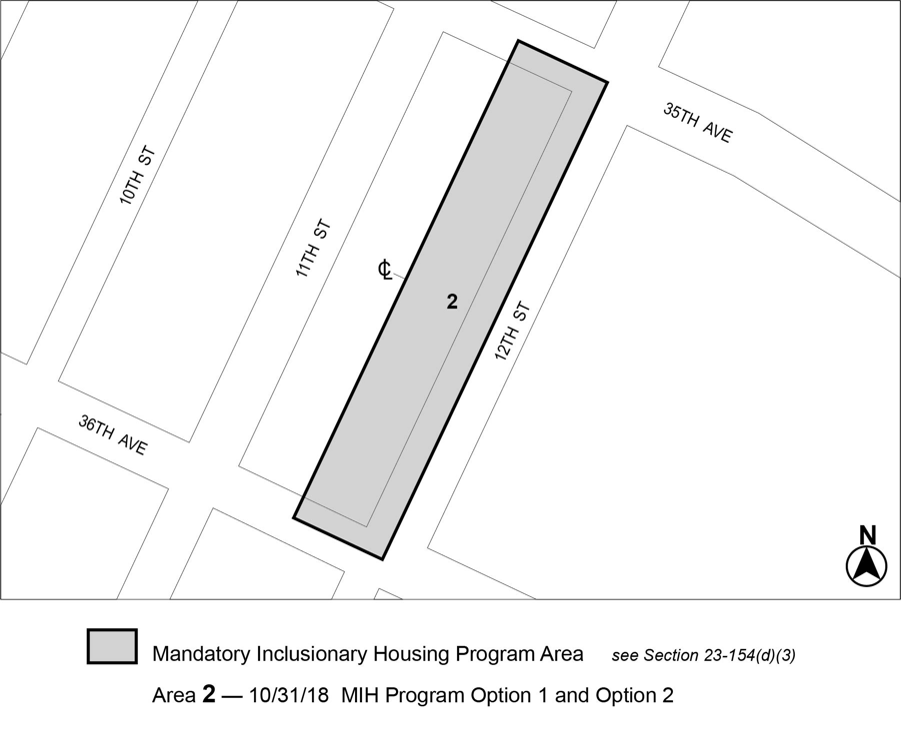 35TH AVE
10TH ST
11TH ST
℄
2
12TH ST
36TH AVE
N
Mandatory Inclusionary Housing Program Area see Section 23-154(d)(3)
Area 2 — 10/31/18 MIH Program Option 1 and Option 2